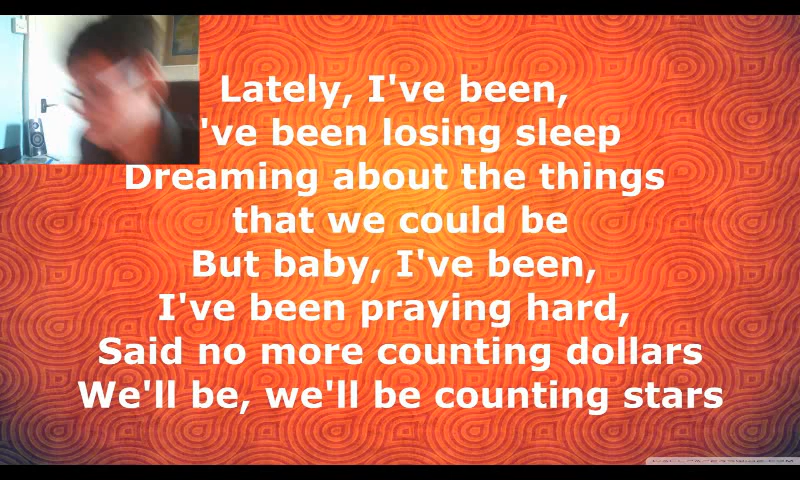 Lately, I've been,
've been losing sleep
Dreaming about the things
that we could be
But baby, I've been,
I've been praying hard,
Said no more counting dollars
We'll be, we'll be counting stars